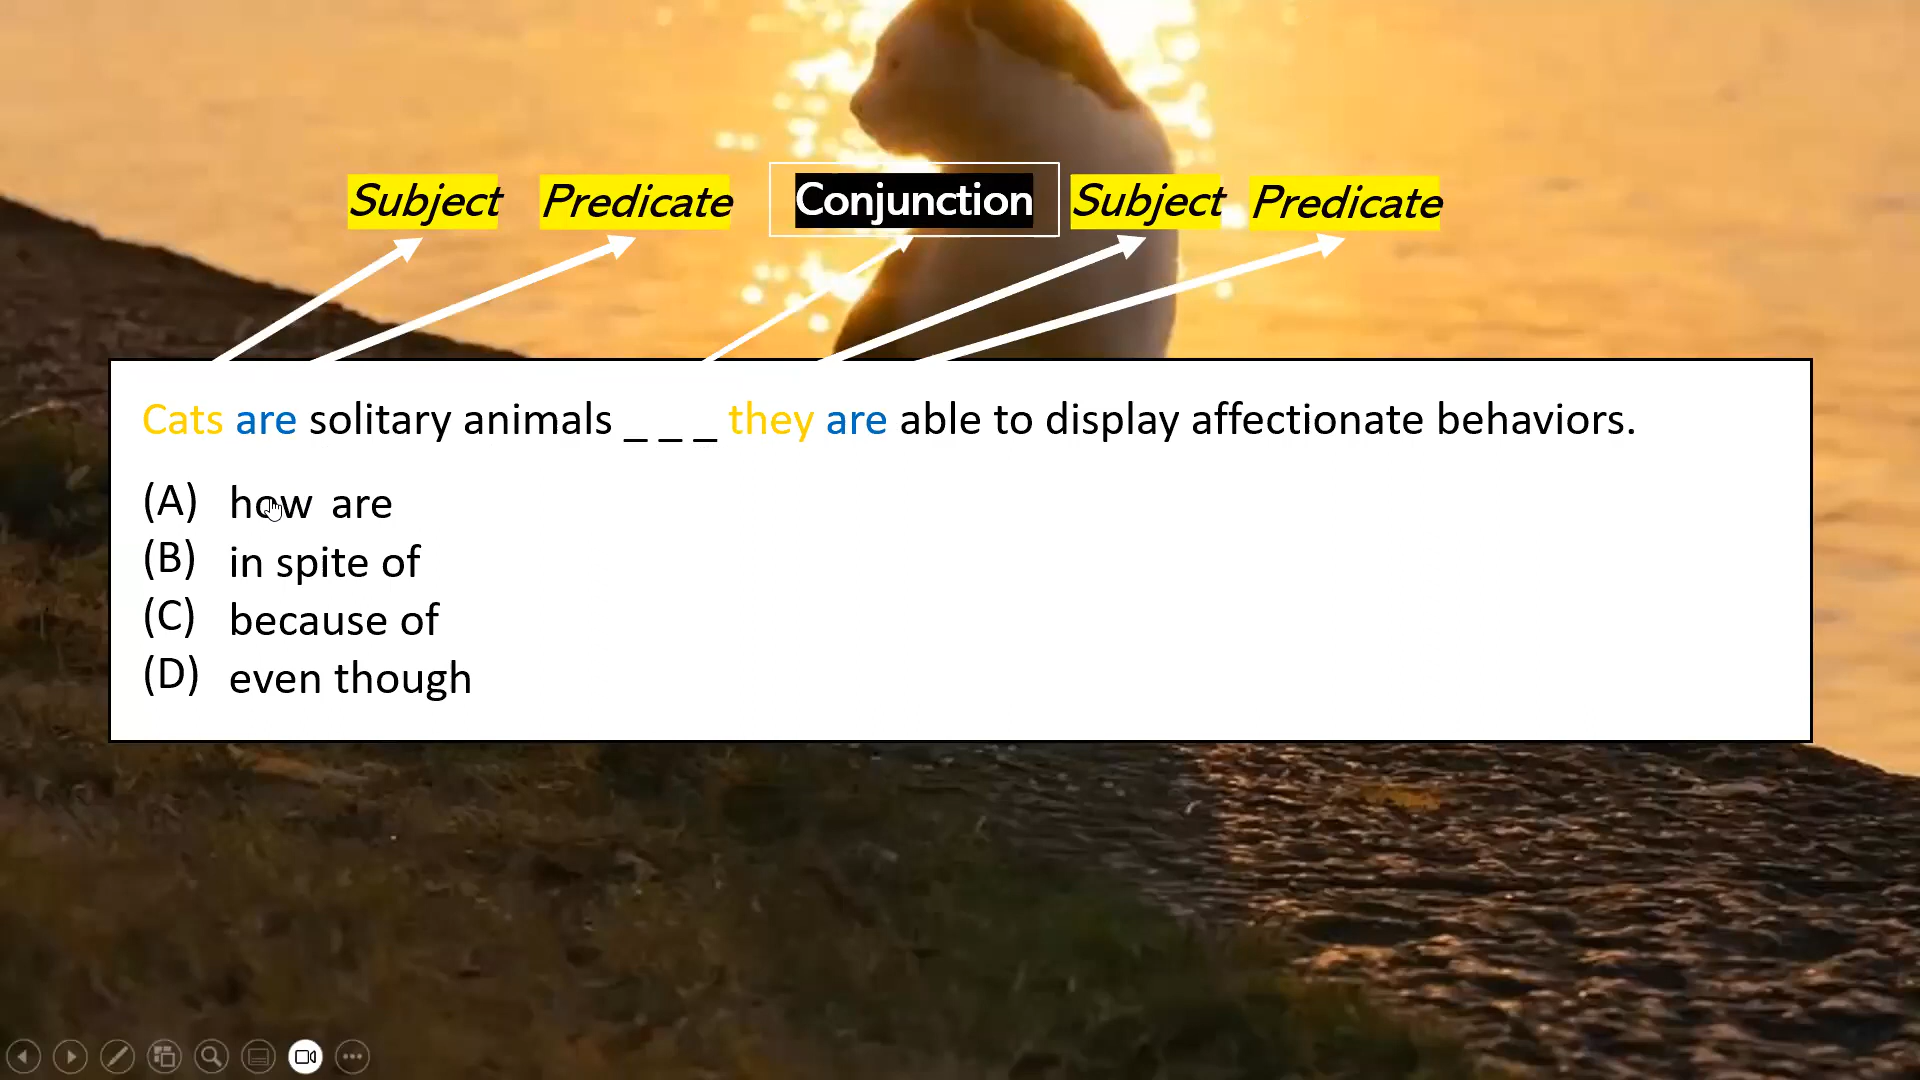 Subject Predicate Conjunction Subject Predicate
Cats are solitary animals _ _ _ they are able to display affectionate behaviors.
(A) how are
(B) in spite of
(C) because of
(D) even though